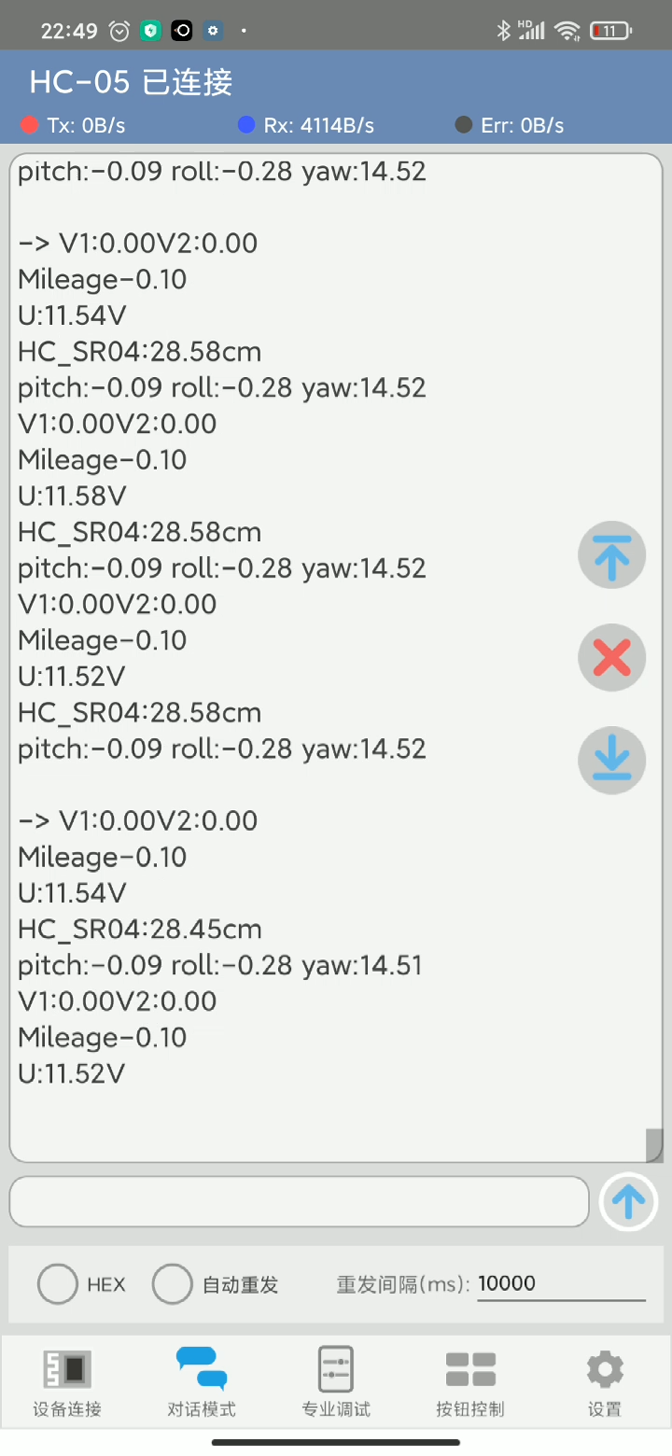 22:49 HD 11
HC-05 已连接
Tx: 0B/s Rx: 4114B/s Err: 0B/s
pitch:-0.09 roll:-0.28 yaw:14.52
-> V1:0.00V2:0.00
Mileage-0.10
U:11.54V
HC_SR04:28.58cm
pitch:-0.09 roll:-0.28 yaw:14.52
V1:0.00V2:0.00
Mileage-0.10
U:11.58V
HC_SR04:28.58cm
pitch:-0.09 roll:-0.28 yaw:14.52
V1:0.00V2:0.00
Mileage-0.10
U:11.52V
HC_SR04:28.58cm
pitch:-0.09 roll:-0.28 yaw:14.52
-> V1:0.00V2:0.00
Mileage-0.10
U:11.54V
HC_SR04:28.45cm
pitch:-0.09 roll:-0.28 yaw:14.51
V1:0.00V2:0.00
Mileage-0.10
U:11.52V
HEX 自动重发 重发间隔(ms): 10000
设备连接 对话模式 专业调试 按钮控制 设置